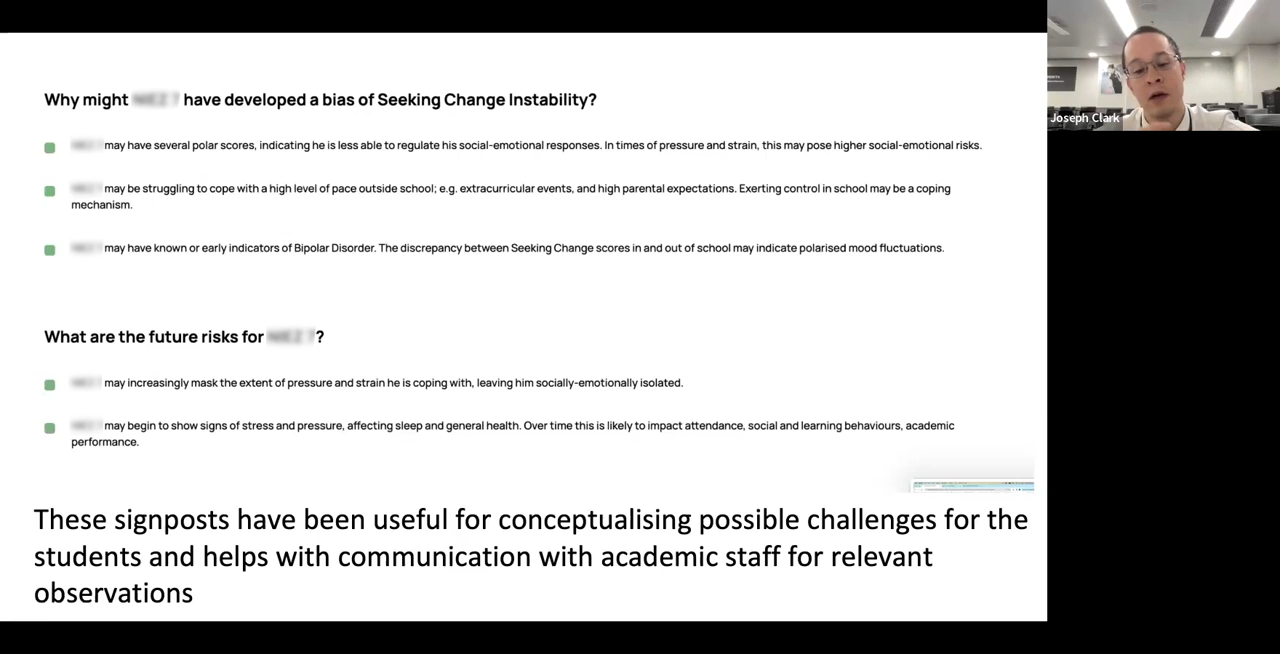 Why might have developed a bias of Seeking Change Instability?
may have several polar scores, indicating he is less able to regulate his social-emotional responses. In times of pressure and strain, this may pose higher social-emotional risks.
may be struggling to cope with a high level of pace outside school; e.g. extracurricular events, and high parental expectations. Exerting control in school may be a coping
mechanism.
may have known or early indicators of Bipolar Disorder. The discrepancy between Seeking Change scores in and out of school may indicate polarised mood fluctuations.
What are the future risks for ?
may increasingly mask the extent of pressure and strain he is coping with, leaving him socially-emotionally isolated.
may begin to show signs of stress and pressure, affecting sleep and general health. Over time this is likely to impact attendance, social and learning behaviours, academic
performance.
These signposts have been useful for conceptualising possible challenges for the
students and helps with communication with academic staff for relevant
observations
Joseph Clark